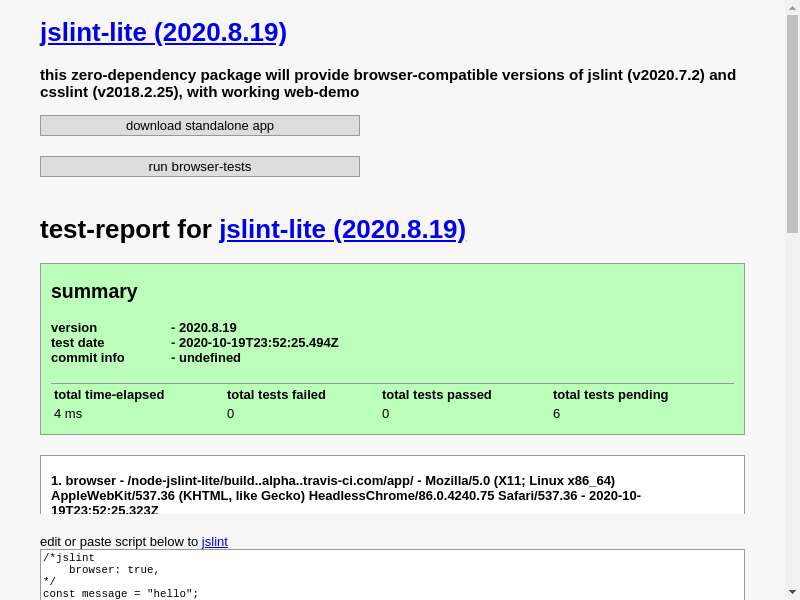 jslint-lite (2020.8.19)
this zero-dependency package will provide browser-compatible versions of jslint (v2020.7.2) and
csslint (v2018.2.25), with working web-demo
download standalone app
run browser-tests
test-report for jslint-lite (2020.8.19)
summary
version - 2020.8.19
test date - 2020-10-19T23:52:25.494Z
commit info - undefined
total time-elapsed total tests failed total tests passed total tests pending
4 ms 0 0 6
1. browser - /node-jslint-lite/build..alpha..travis-ci.com/app/ - Mozilla/5.0 (X11; Linux x86_64)
AppleWebKit/537.36 (KHTML, like Gecko) HeadlessChrome/86.0.4240.75 Safari/537.36 - 2020-10-
19T23:52:25.323Z
edit or paste script below to jslint
/*jslint
    browser: true,
*/
const message = "hello";